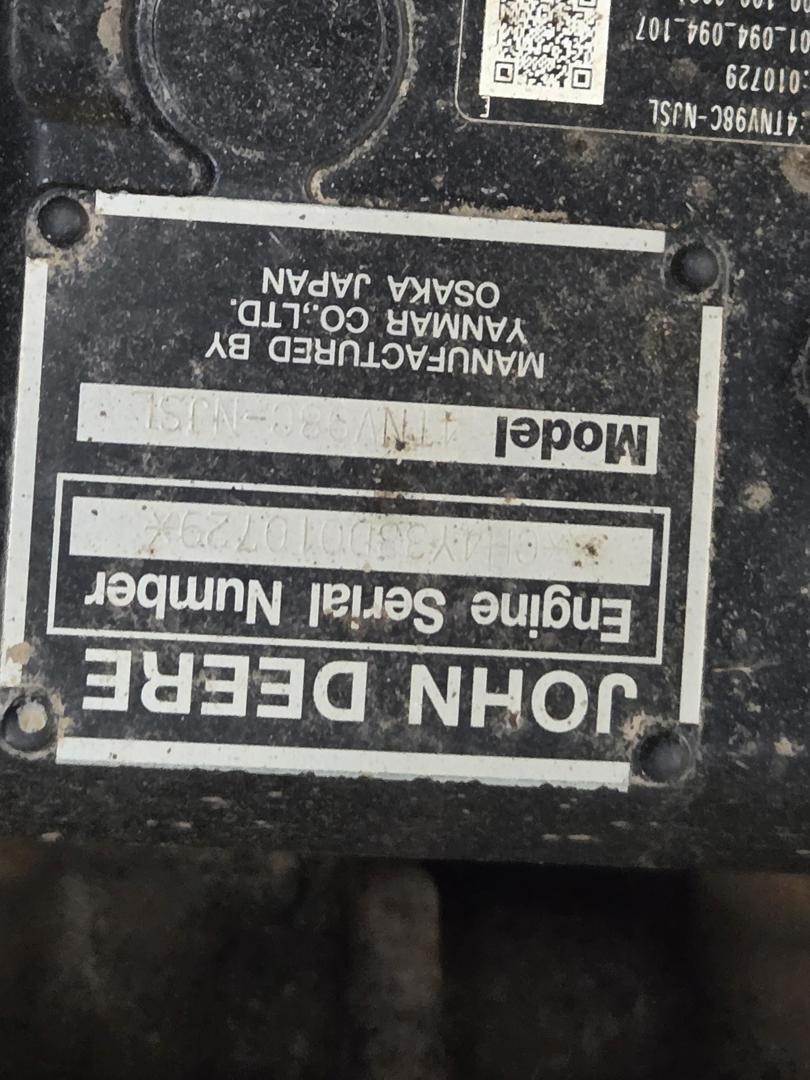 JOHN DEERE
Engine Serial Number
*CH4Y35D010729*
Model 4TNV98C-NJSL
MANUFACTURED BY
YANMAR CO.,LTD.
OSAKA JAPAN
:4TNV98C-NJSL
010729
01_094_094_107